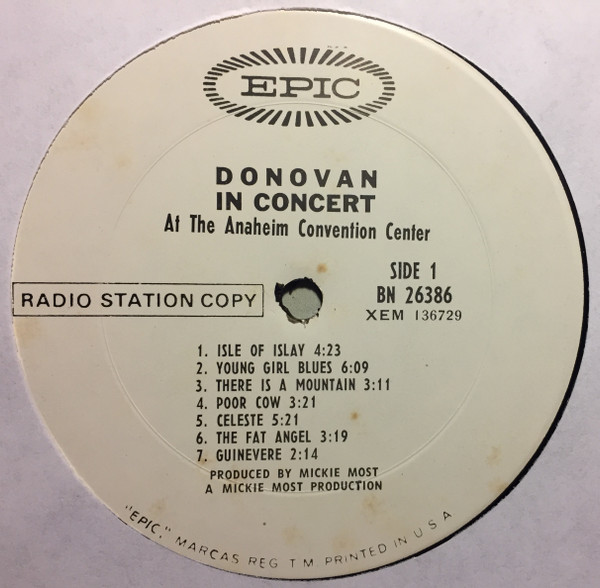 EPIC
DONOVAN
IN CONCERT
At The Anaheim Convention Center
SIDE 1
BN 26386
XEM 136729
RADIO STATION COPY
1. ISLE OF ISLAY 4:23
2. YOUNG GIRL BLUES 6:09
3. THERE IS A MOUNTAIN 3:11
4. POOR COW 3:21
5. CELESTE 5:21
6. THE FAT ANGEL 3:19
7. GUINEVERE 2:14
PRODUCED BY MICKIE MOST
A MICKIE MOST PRODUCTION
"EPIC," MARCAS REG T M PRINTED IN U S A